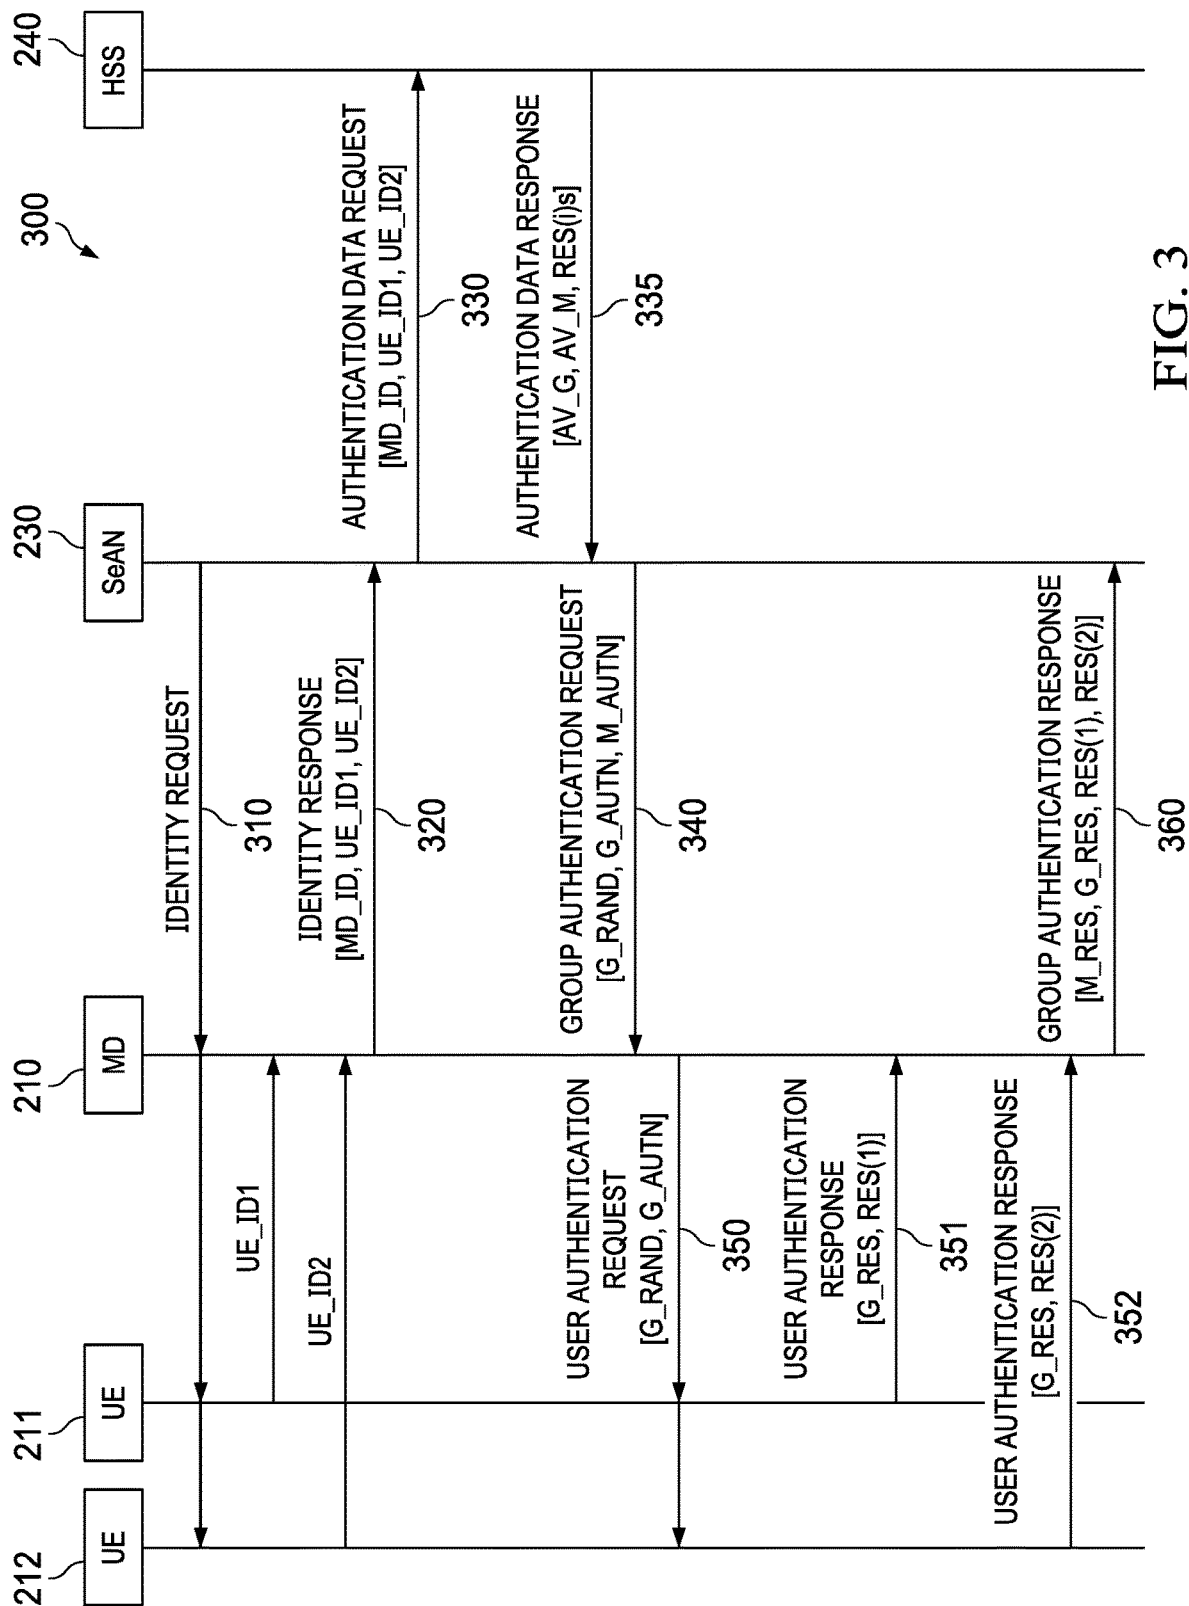 300
212
UE
211
UE
210
MD
230
SeAN
240
HSS
IDENTITY REQUEST
310
UE_ID1
UE_ID2
IDENTITY RESPONSE
[MD_ID, UE_ID1, UE_ID2]
320
AUTHENTICATION DATA REQUEST
[MD_ID, UE_ID1, UE_ID2]
330
AUTHENTICATION DATA RESPONSE
[AV_G, AV_M, RES(i)s]
335
GROUP AUTHENTICATION REQUEST
[G_RAND, G_AUTN, M_AUTN]
340
USER AUTHENTICATION
REQUEST
[G_RAND, G_AUTN]
350
USER AUTHENTICATION
RESPONSE
[G_RES, RES(1)]
351
USER AUTHENTICATION RESPONSE
[G_RES, RES(2)]
352
GROUP AUTHENTICATION RESPONSE
[M_RES, G_RES, RES(1), RES(2)]
360
FIG. 3